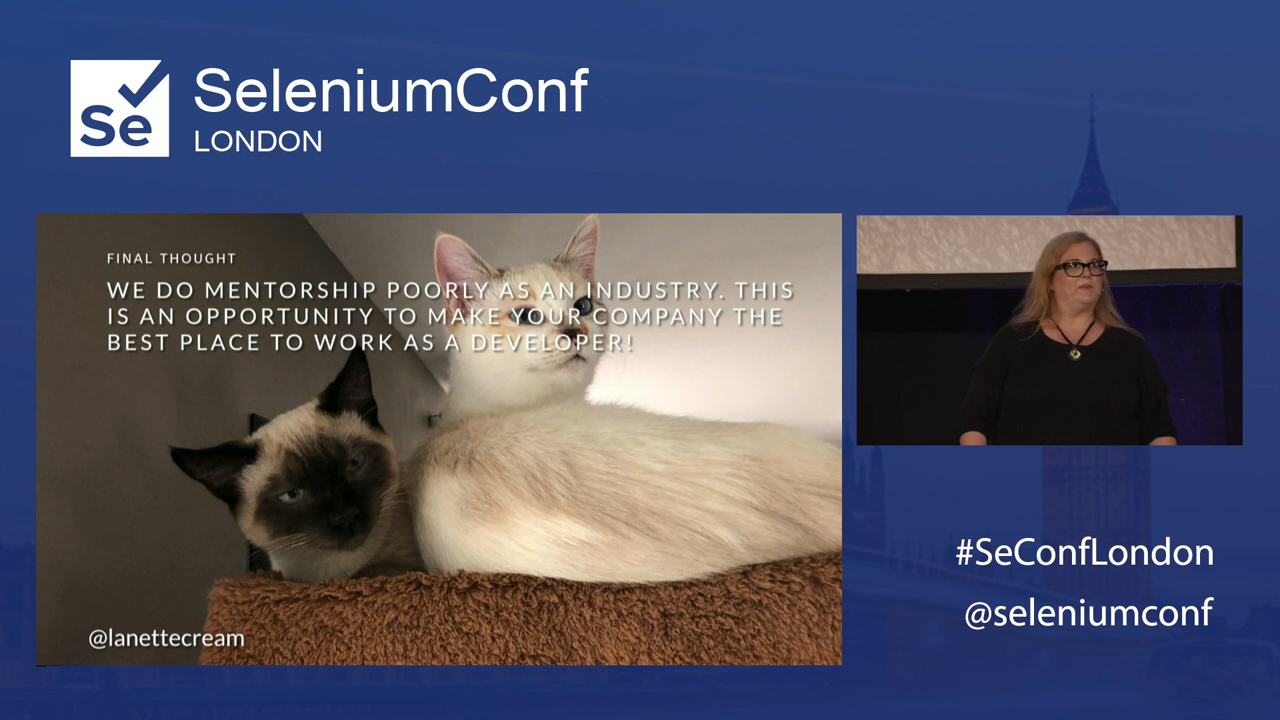 Se
SeleniumConf
LONDON
FINAL THOUGHT
WE DO MENTORSHIP POORLY AS AN INDUSTRY. THIS
IS AN OPPORTUNITY TO MAKE YOUR COMPANY THE
BEST PLACE TO WORK AS A DEVELOPER!
@lanettecream
#SeConfLondon
@seleniumconf